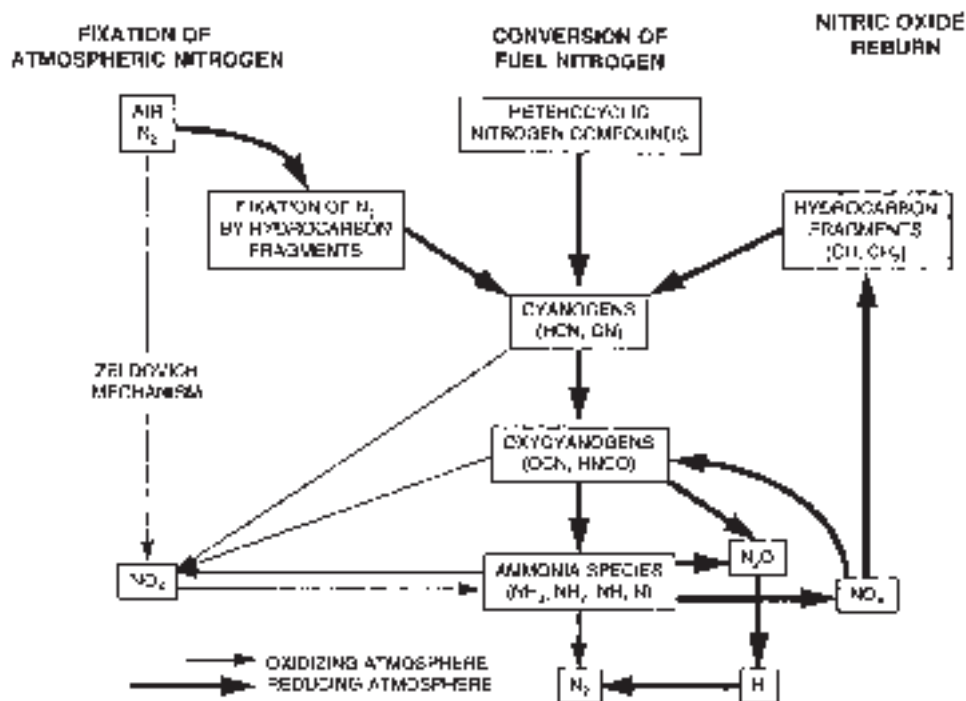 FIXATION OF
ATMOSPHERIC NITROGEN
CONVERSION OF
FUEL NITROGEN
NITRIC OXIDE
REBURN
AIR
N₂
HETEROCYCLIC
NITROGEN COMPOUNDS
FIXATION OF N₂
BY HYDROCARBON
FRAGMENTS
HYDROCARBON
FRAGMENTS
(CH, CH₂)
CYANOGENS
(HCN, CN)
ZELDOVICH
MECHANISM
OXYCYANOGENS
(OCN, HNCO)
N₂O
NOₓ
AMMONIA SPECIES
(NH₃, NH₂, NH, N)
NOₓ
OXIDIZING ATMOSPHERE
REDUCING ATMOSPHERE
N₂
H